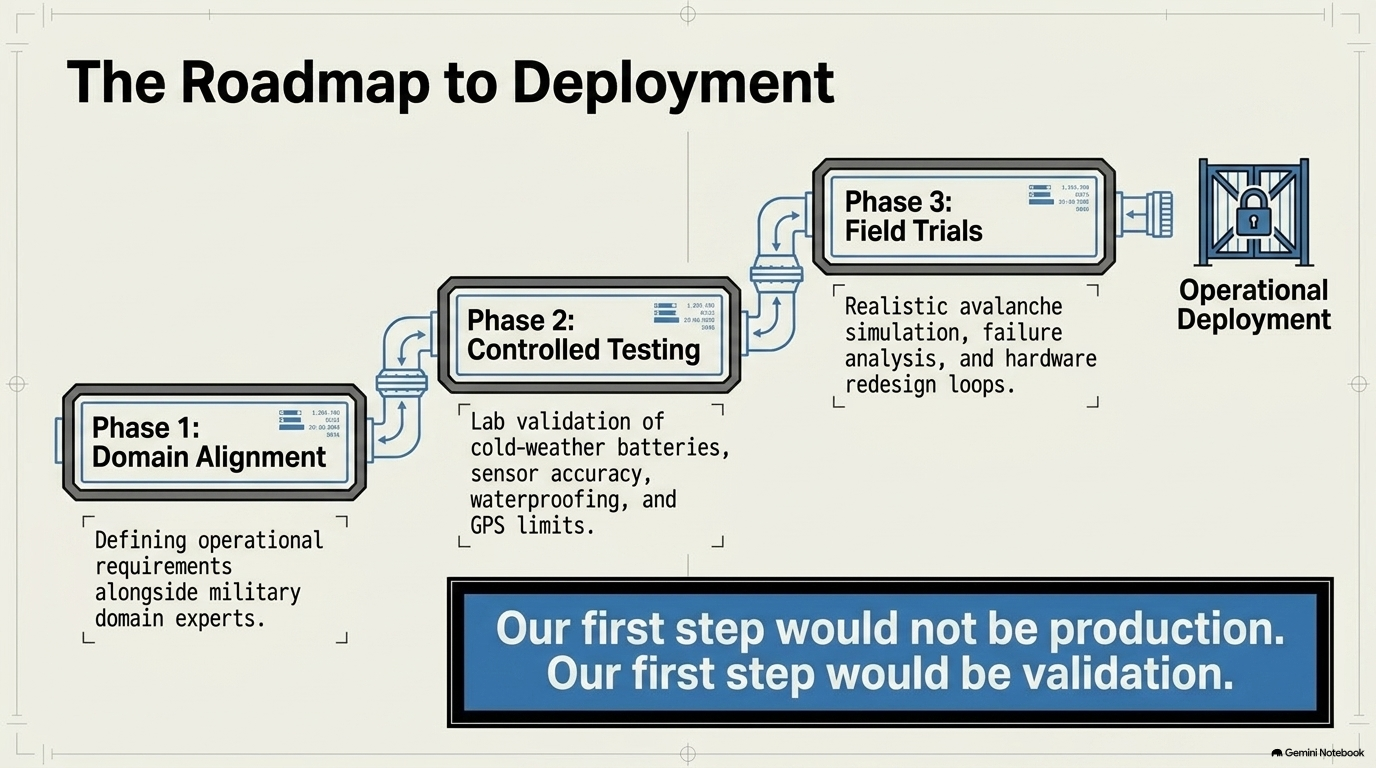 The Roadmap to Deployment
Phase 1:
Domain Alignment
Defining operational
requirements
alongside military
domain experts.
Phase 2:
Controlled Testing
Lab validation of
cold-weather batteries,
sensor accuracy,
waterproofing, and
GPS limits.
Phase 3:
Field Trials
Realistic avalanche
simulation, failure
analysis, and hardware
redesign loops.
Operational
Deployment
Our first step would not be production.
Our first step would be validation.
Gemini Notebook